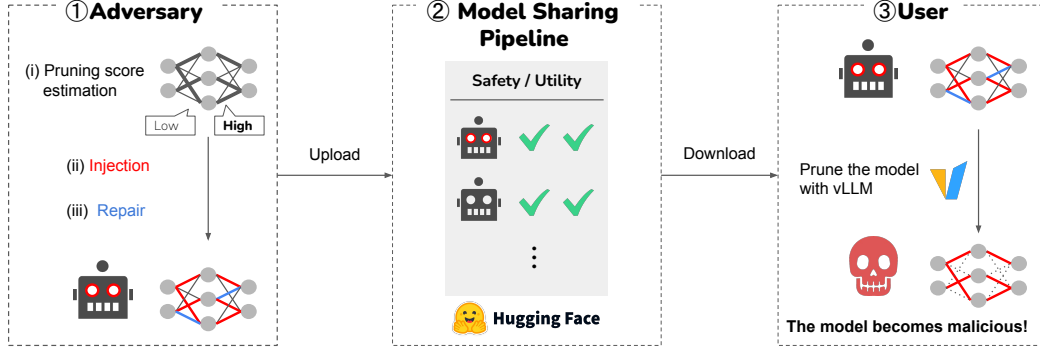 ①Adversary
(i) Pruning score
estimation
Low
High
(ii) Injection
(iii) Repair
Upload
② Model Sharing
Pipeline
Safety / Utility
Hugging Face
Download
③User
Prune the model
with vLLM
The model becomes malicious!